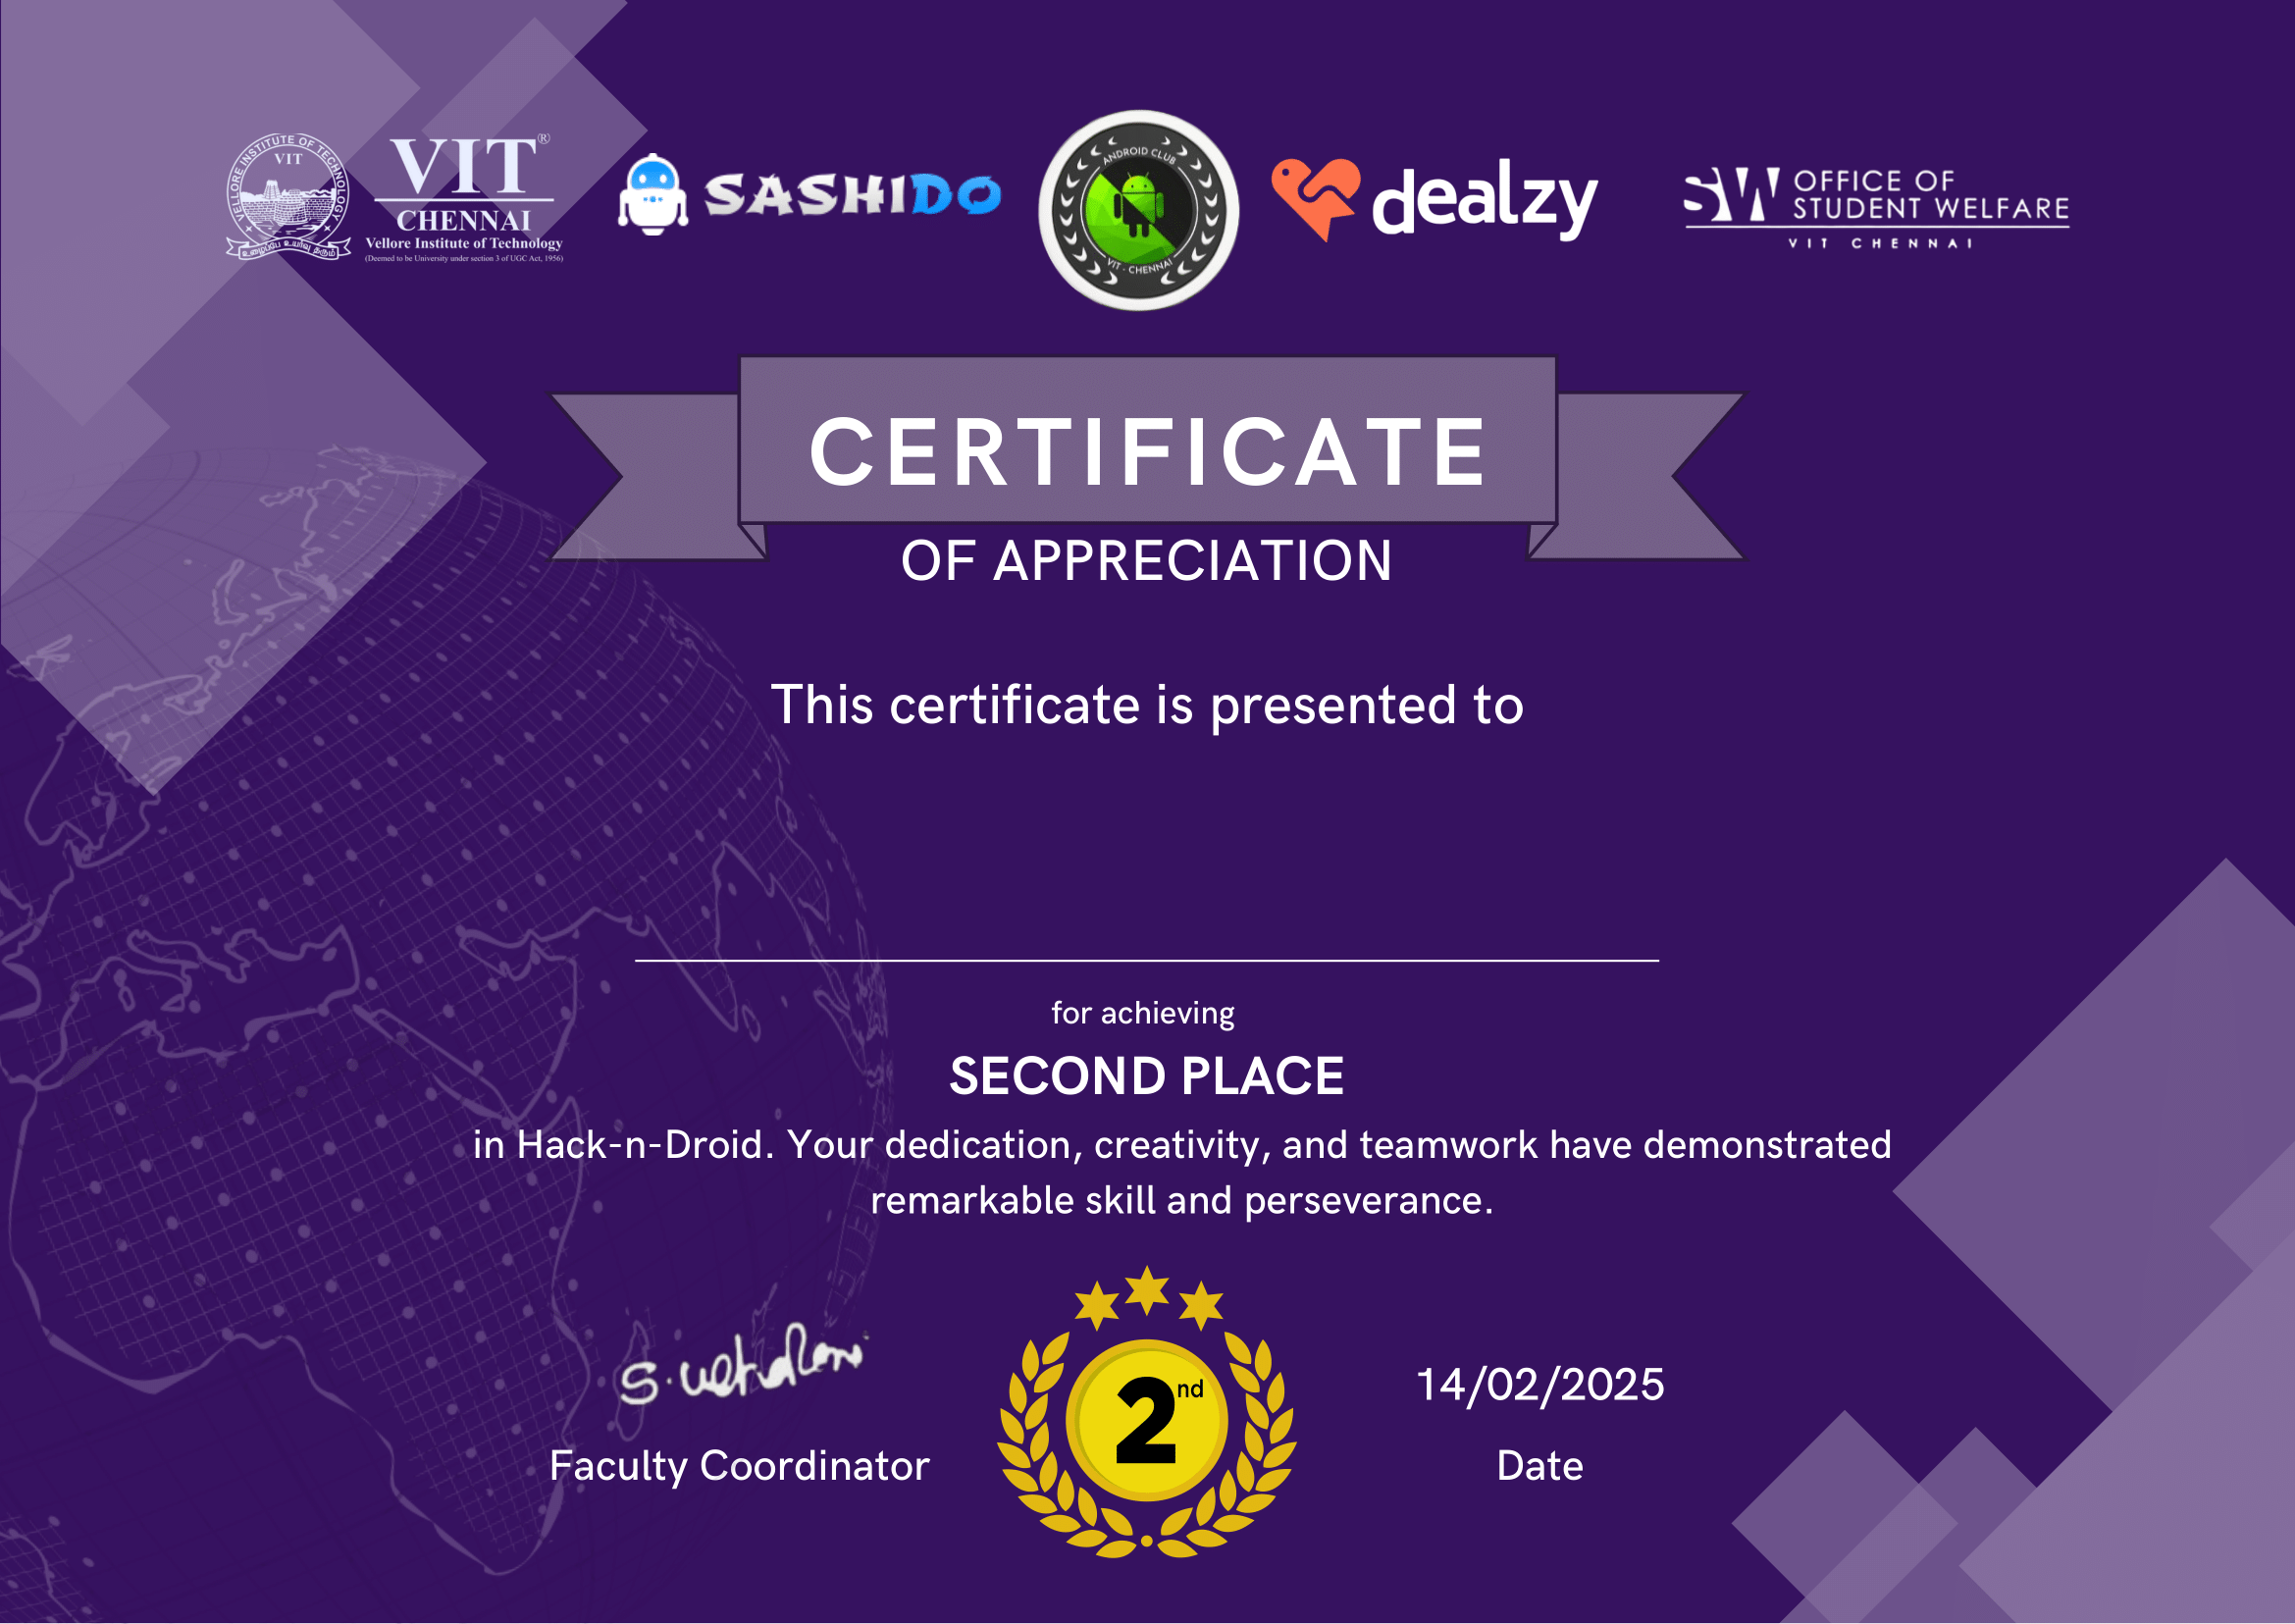 VELLORE INSTITUTE OF TECHNOLOGY
VIT
VIT®
CHENNAI
Vellore Institute of Technology
(Deemed to be University under section 3 of UGC Act, 1956)
SASHIDO
ANDROID CLUB
VIT - CHENNAI
dealzy
SW OFFICE OF
STUDENT WELFARE
VIT CHENNAI
CERTIFICATE
OF APPRECIATION
This certificate is presented to
for achieving
SECOND PLACE
in Hack-n-Droid. Your dedication, creativity, and teamwork have demonstrated
remarkable skill and perseverance.
2nd
14/02/2025
Faculty Coordinator
Date